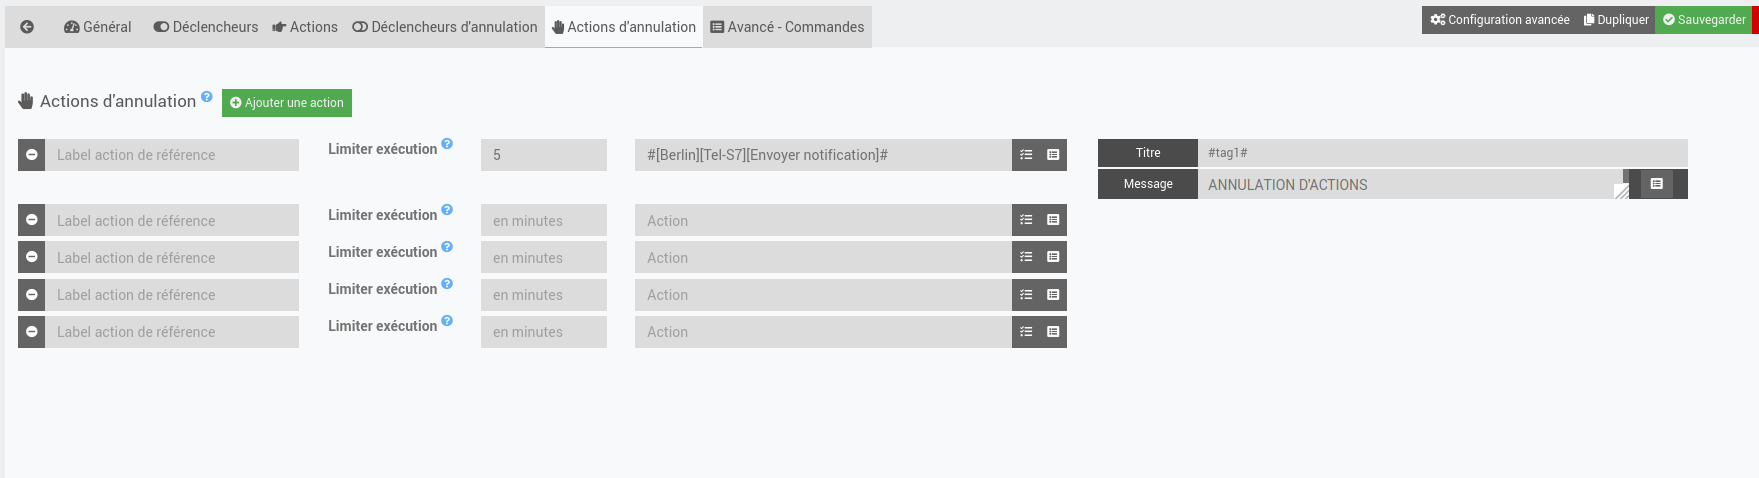 Général Déclencheurs Actions Déclencheurs d'annulation Actions d'annulation Avancé - Commandes Configuration avancée Dupliquer Sauvegarder
Actions d'annulation ? Ajouter une action
Label action de référence Limiter exécution ? 5 #[Berlin][Tel-S7][Envoyer notification]# Titre #tag1#
Message ANNULATION D'ACTIONS
Label action de référence Limiter exécution ? en minutes Action
Label action de référence Limiter exécution ? en minutes Action
Label action de référence Limiter exécution ? en minutes Action
Label action de référence Limiter exécution ? en minutes Action